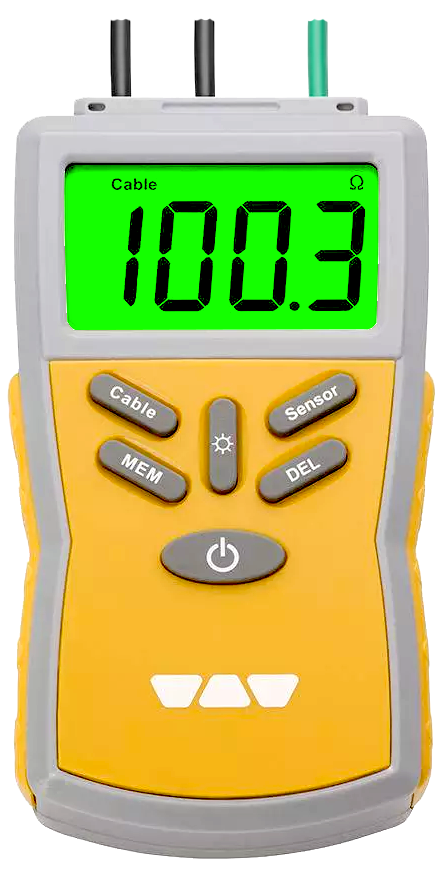 Cable Ω
100.3
Cable
Sensor
MEM
DEL